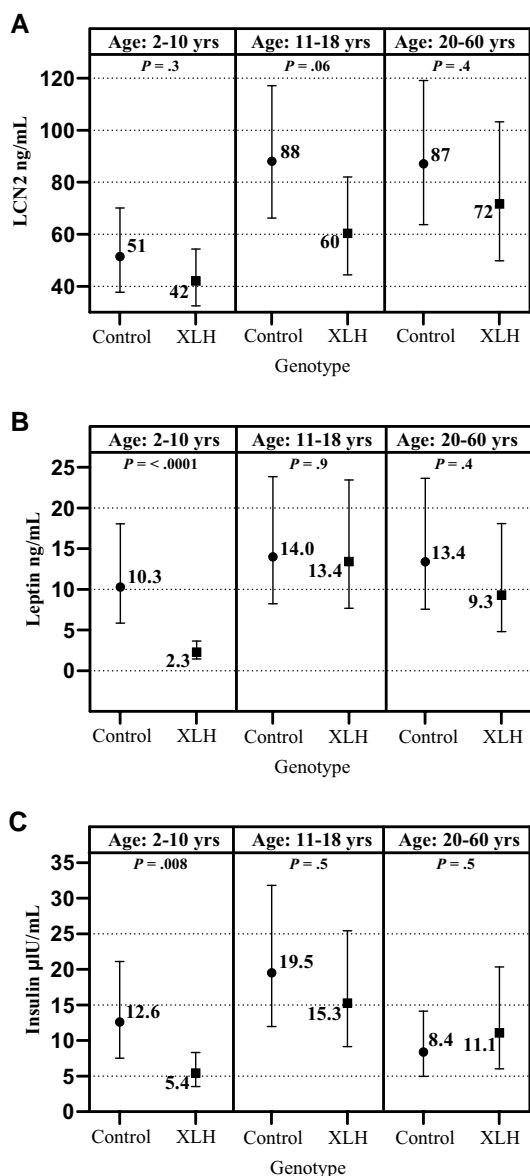 A
Age: 2-10 yrs Age: 11-18 yrs Age: 20-60 yrs
P = .3 P = .06 P = .4
LCN2 ng/mL
120
100
80
60
40
51
42
88
60
87
72
Control XLH Control XLH Control XLH
Genotype
B
Age: 2-10 yrs Age: 11-18 yrs Age: 20-60 yrs
P = < .0001 P = .9 P = .4
Leptin ng/mL
25
20
15
10
5
0
10.3
2.3
14.0
13.4
13.4
9.3
Control XLH Control XLH Control XLH
Genotype
C
Age: 2-10 yrs Age: 11-18 yrs Age: 20-60 yrs
P = .008 P = .5 P = .5
Insulin µIU/mL
35
30
25
20
15
10
5
0
12.6
5.4
19.5
15.3
8.4
11.1
Control XLH Control XLH Control XLH
Genotype